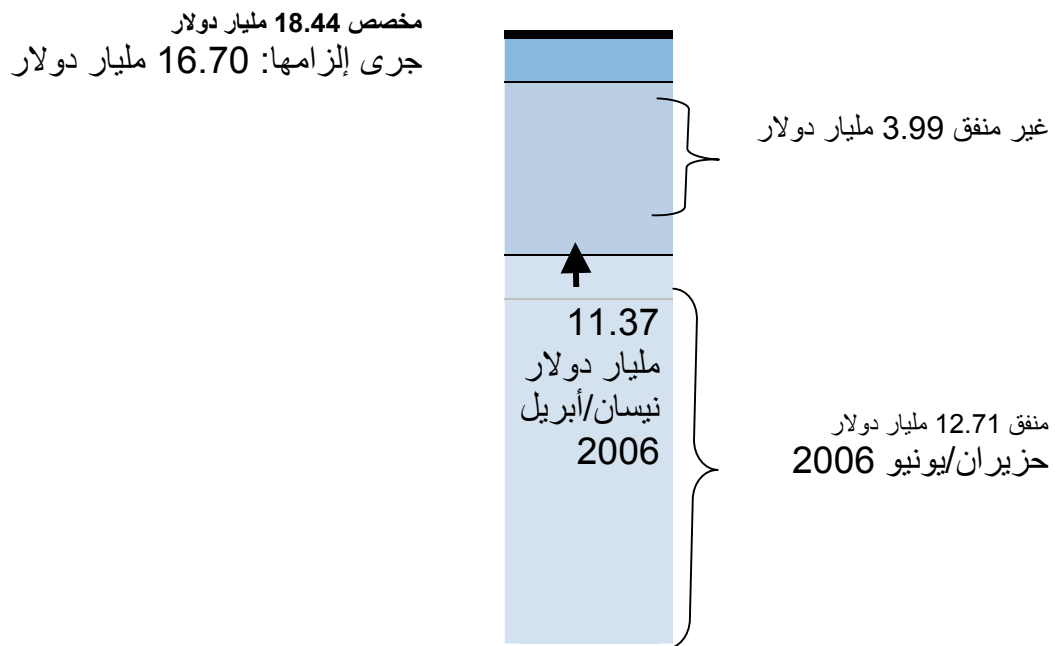 مخصص 18.44 مليار دولار
جرى إلزامها: 16.70 مليار دولار
غير منفق 3.99 مليار دولار
11.37
مليار دولار
نيسان/أبريل
2006
منفق 12.71 مليار دولار
حزيران/يونيو 2006